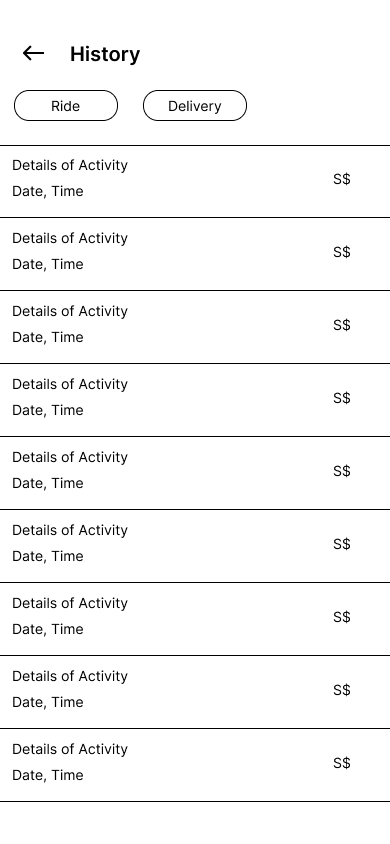 History
Ride Delivery
Details of Activity
Date, Time
S$
Details of Activity
Date, Time
S$
Details of Activity
Date, Time
S$
Details of Activity
Date, Time
S$
Details of Activity
Date, Time
S$
Details of Activity
Date, Time
S$
Details of Activity
Date, Time
S$
Details of Activity
Date, Time
S$
Details of Activity
Date, Time
S$